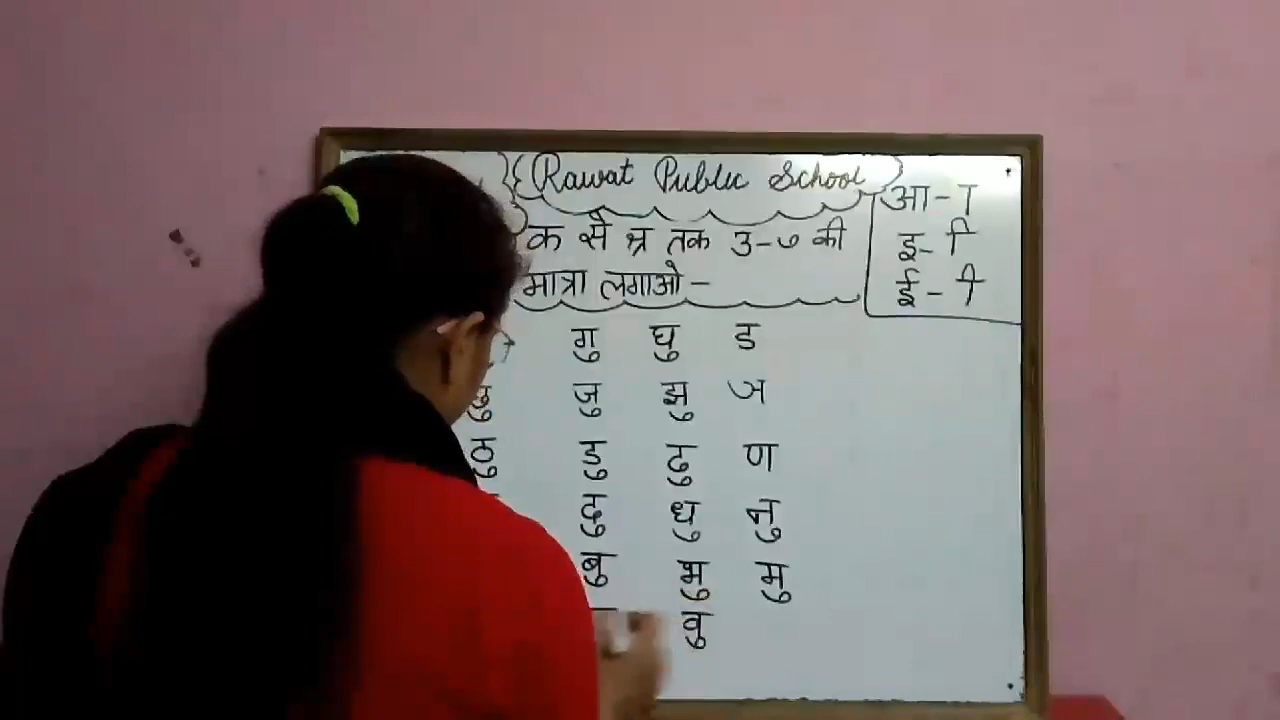 Rawat Public School
क से ज्ञ तक उ-ु की
मात्रा लगाओ-
आ-ा
इ-ि
ई-ी
गु घु ड
छु जु झु ञ
ठु डु ढु ण
दु धु नु
बु भु मु
वु